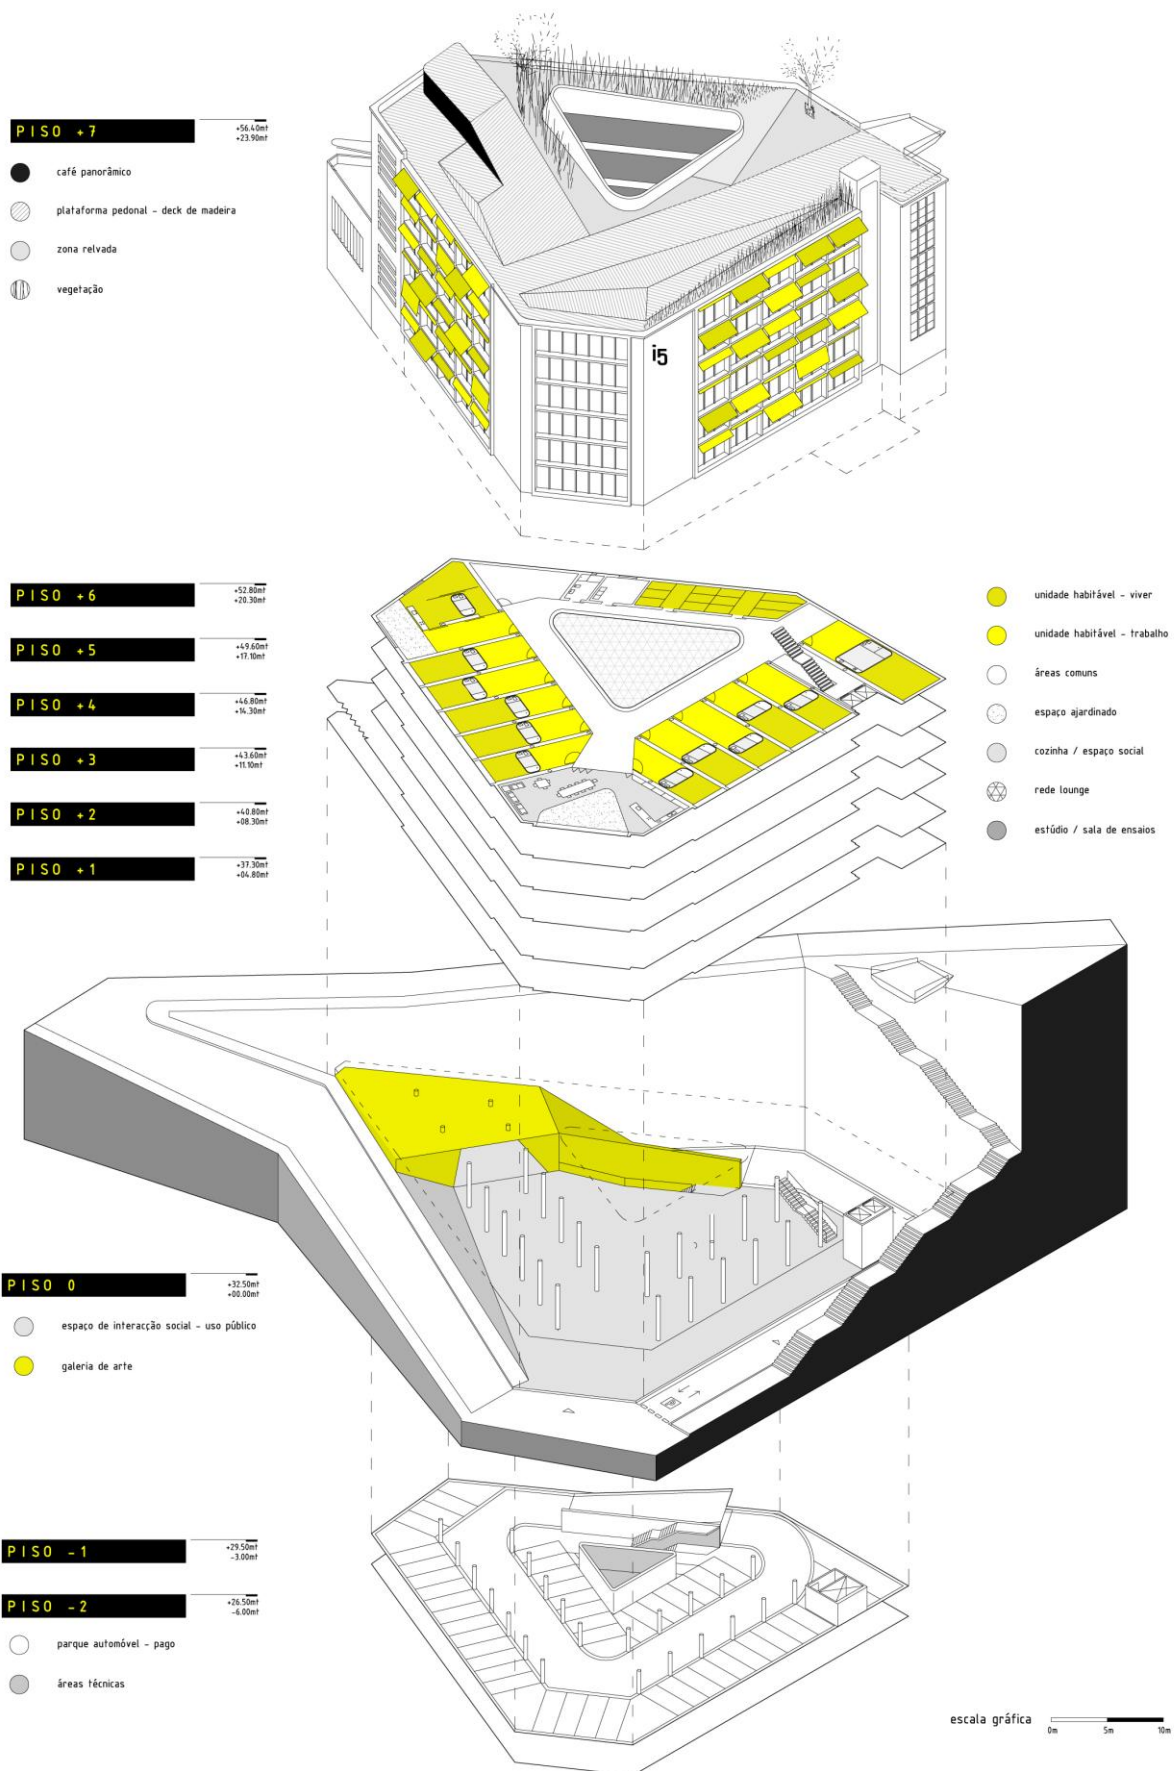 PISO +7
+56.40mt
+23.90mt
café panorâmico
plataforma pedonal - deck de madeira
zona relvada
vegetação
i5
PISO +6
+52.80mt
+20.30mt
PISO +5
+49.60mt
+17.10mt
PISO +4
+46.80mt
+14.30mt
PISO +3
+43.60mt
+11.10mt
PISO +2
+40.80mt
+08.30mt
PISO +1
+37.30mt
+04.80mt
unidade habitável - viver
unidade habitável - trabalho
áreas comuns
espaço ajardinado
cozinha / espaço social
rede lounge
estúdio / sala de ensaios
PISO 0
+32.50mt
+00.00mt
espaço de interacção social - uso público
galeria de arte
PISO -1
+29.50mt
-3.00mt
PISO -2
+26.50mt
-6.00mt
parque automóvel - pago
áreas técnicas
escala gráfica
0m 5m 10m